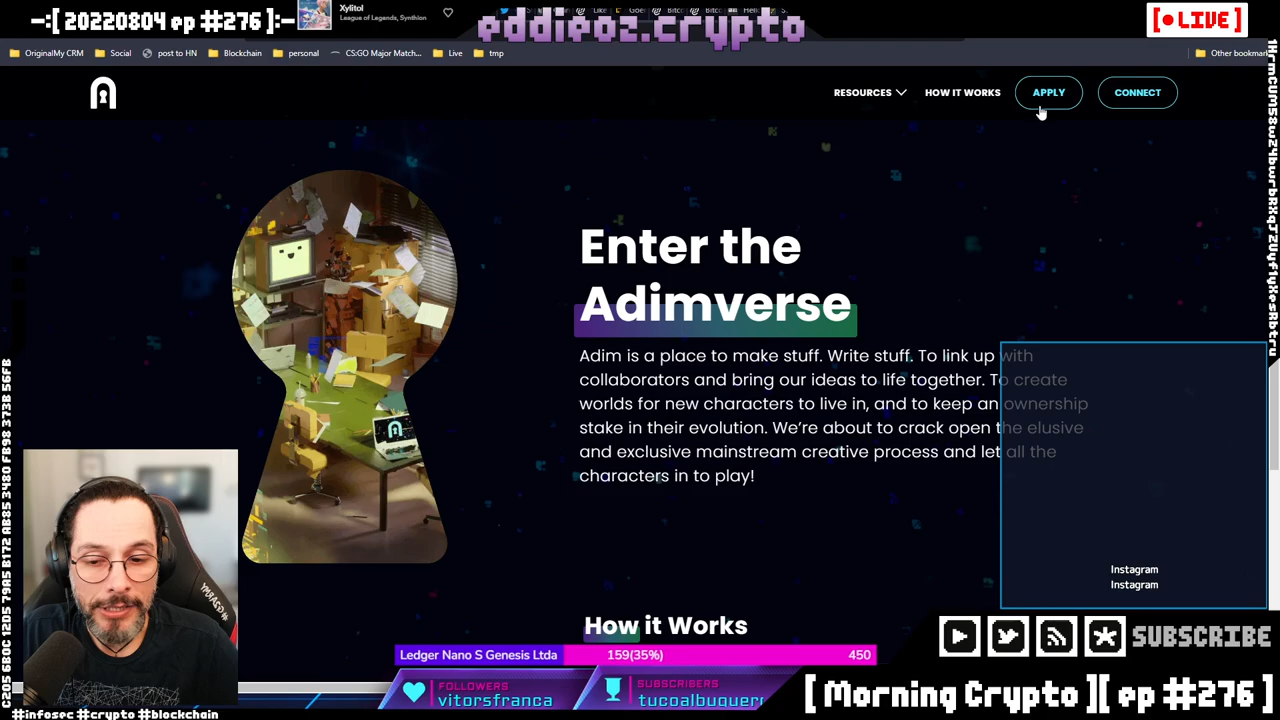 —:[ 20220804 ep #276 ]:—
Xylitol
League of Legends, Synthion
eddieoz.crypto
[ • LIVE ]
OriginalMy CRM
Social
post to HN
Blockchain
personal
CS:GO Major Match...
Live
tmp
Other bookmar
RESOURCES
HOW IT WORKS
APPLY
CONNECT
Enter the
Adimverse
Adim is a place to make stuff. Write stuff. To link up with
collaborators and bring our ideas to life together. To create
worlds for new characters to live in, and to keep an ownership
stake in their evolution. We’re about to crack open the elusive
and exclusive mainstream creative process and let all the
characters in to play!
Instagram
Instagram
How it Works
Ledger Nano S Genesis Ltda
159(35%)
450
FOLLOWERS
vitorsfranca
SUBSCRIBERS
tucoalbuquerq
SUBSCRIBE
[ Morning Crypto ][ ep #276 ]
#infosec #crypto #blockchain